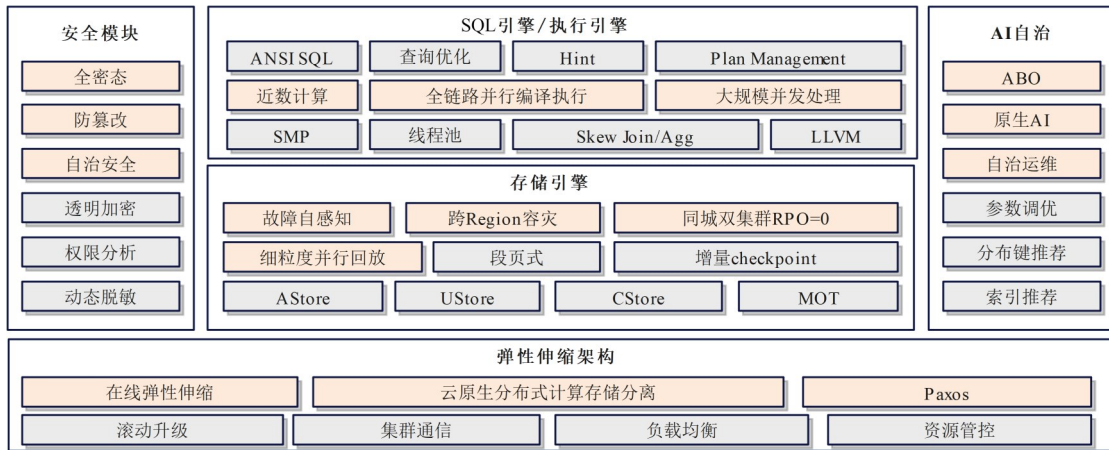 安全模块
全密态
防篡改
自治安全
透明加密
权限分析
动态脱敏
SQL引擎/执行引擎
ANSI SQL 查询优化 Hint Plan Management
近数计算 全链路并行编译执行 大规模并发处理
SMP 线程池 Skew Join/Agg LLVM
存储引擎
故障自感知 跨Region容灾 同城双集群RPO=0
细粒度并行回放 段页式 增量checkpoint
AStore UStore CStore MOT
AI自治
ABO
原生AI
自治运维
参数调优
分布键推荐
索引推荐
弹性伸缩架构
在线弹性伸缩 云原生分布式计算存储分离 Paxos
滚动升级 集群通信 负载均衡 资源管控